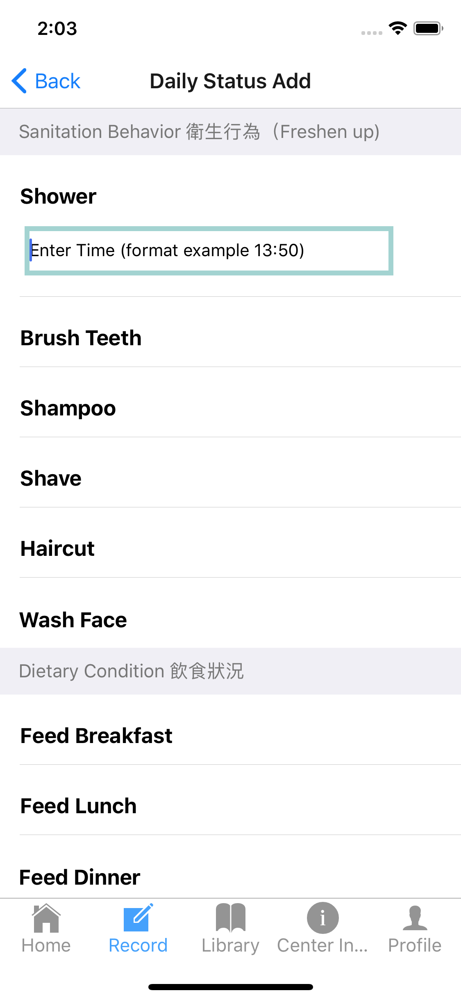 2:03
Back
Daily Status Add
Sanitation Behavior 衛生行為（Freshen up)
Shower
Enter Time (format example 13:50)
Brush Teeth
Shampoo
Shave
Haircut
Wash Face
Dietary Condition 飲食狀況
Feed Breakfast
Feed Lunch
Feed Dinner
Home Record Library Center In... Profile